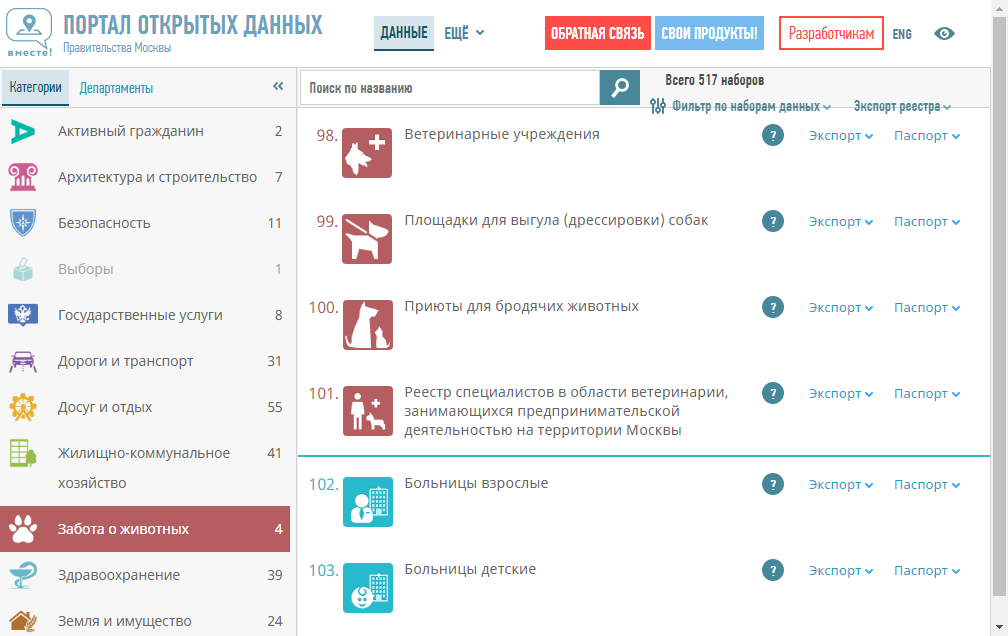 ПОРТАЛ ОТКРЫТЫХ ДАННЫХ
Правительства Москвы
вместе!
ДАННЫЕ
ЕЩЁ
ОБРАТНАЯ СВЯЗЬ
СВОИ ПРОДУКТЫ!
Разработчикам
ENG
Категории
Департаменты
«
Поиск по названию
Всего 517 наборов
Фильтр по наборам данных
Экспорт реестра
Активный гражданин 2
Архитектура и строительство 7
Безопасность 11
Выборы 1
Государственные услуги 8
Дороги и транспорт 31
Досуг и отдых 55
Жилищно-коммунальное 41
хозяйство
Забота о животных 4
Здравоохранение 39
Земля и имущество 24
98. Ветеринарные учреждения ? Экспорт Паспорт
99. Площадки для выгула (дрессировки) собак ? Экспорт Паспорт
100. Приюты для бродячих животных ? Экспорт Паспорт
101. Реестр специалистов в области ветеринарии, ? Экспорт Паспорт
занимающихся предпринимательской
деятельностью на территории Москвы
102. Больницы взрослые ? Экспорт Паспорт
103. Больницы детские ? Экспорт Паспорт